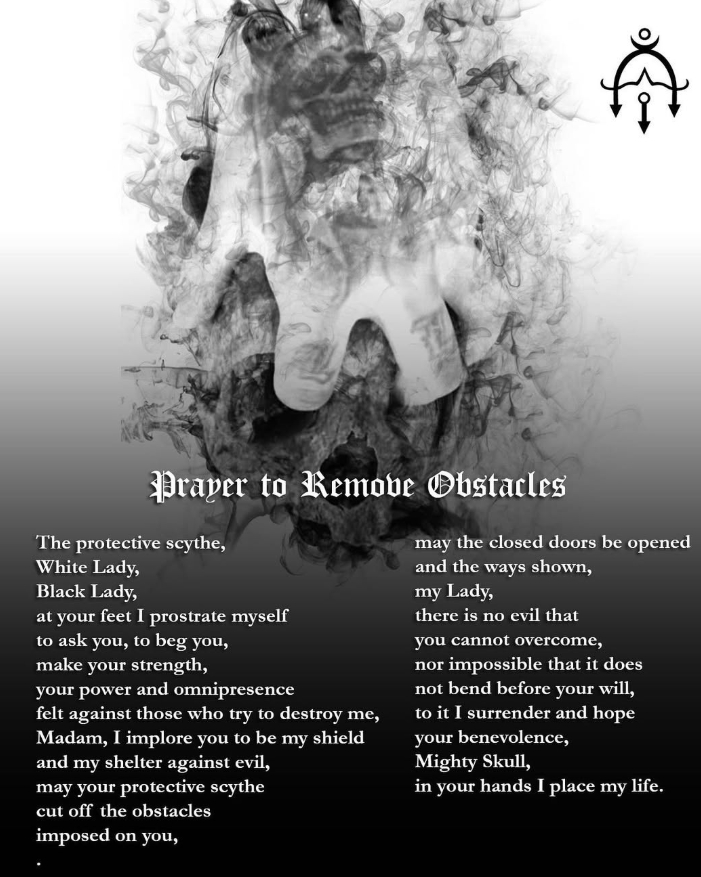 Prayer to Remove Obstacles
The protective scythe,
White Lady,
Black Lady,
at your feet I prostrate myself
to ask you, to beg you,
make your strength,
your power and omnipresence
felt against those who try to destroy me,
Madam, I implore you to be my shield
and my shelter against evil,
may your protective scythe
cut off the obstacles
imposed on you,
.
may the closed doors be opened
and the ways shown,
my Lady,
there is no evil that
you cannot overcome,
nor impossible that it does
not bend before your will,
to it I surrender and hope
your benevolence,
Mighty Skull,
in your hands I place my life.